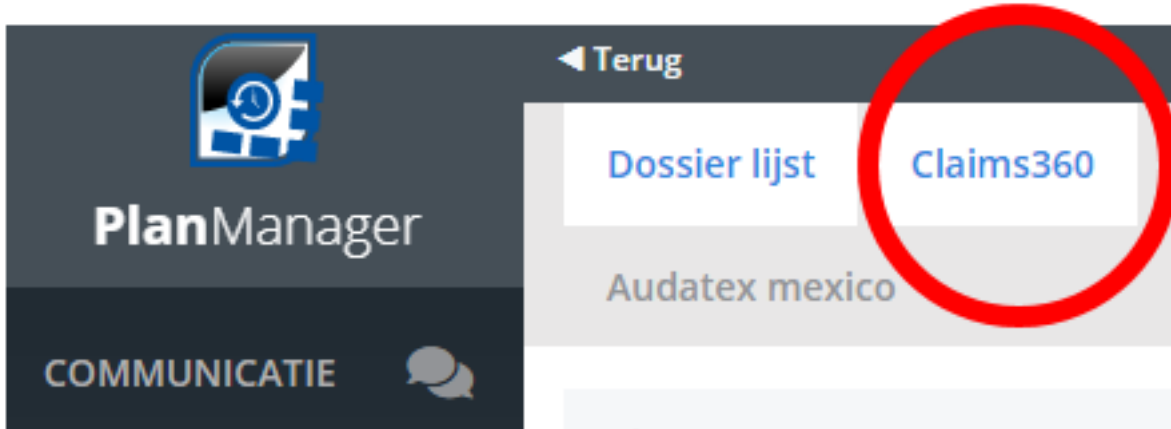 PlanManager
COMMUNICATIE
Terug
Dossier lijst
Claims360
Audatex mexico